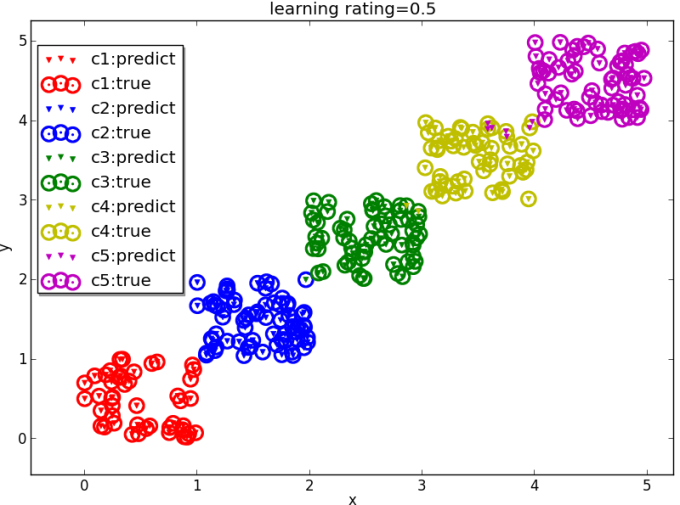 learning rating=0.5
5
4
3
2
1
0
y
c1:predict
c1:true
c2:predict
c2:true
c3:predict
c3:true
c4:predict
c4:true
c5:predict
c5:true
0
1
2
3
4
5
x